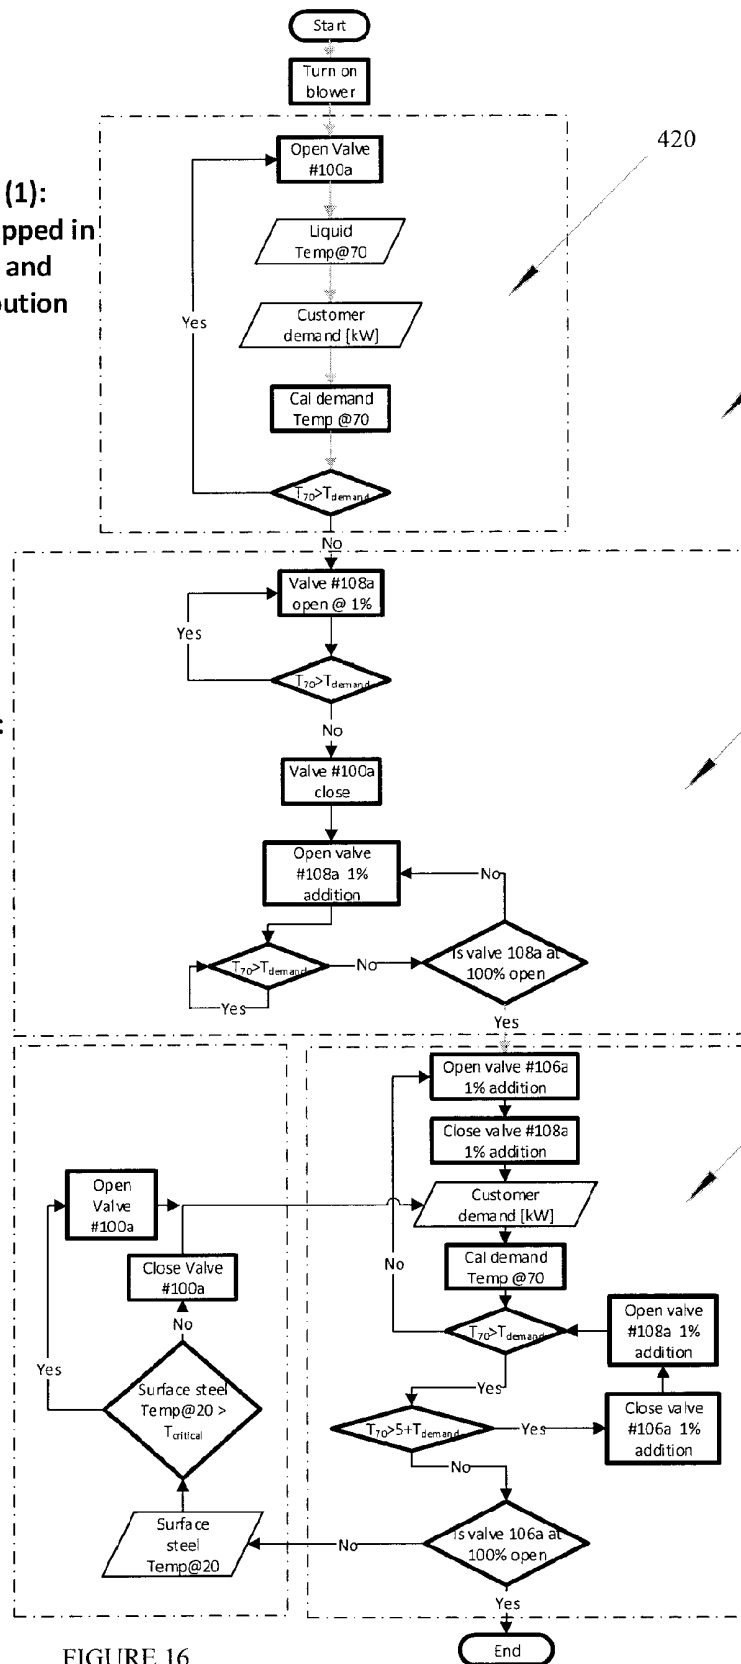 Start
Turn on
blower
420
Open Valve
#100a
(1):
pped in
and
bution
Liquid
Temp@70
Customer
demand [kW]
Yes
Cal demand
Temp @70
T70>Tdemand
No
Valve #108a
open @ 1%
Yes
T70>Tdemand
No
:
Valve #100a
close
Open valve
#108a 1%
addition
No
T70>Tdemand
No
Is valve 108a at
100% open
Yes
Yes
Open valve #106a
1% addition
Close valve #108a
1% addition
Open
Valve
#100a
Customer
demand [kW]
Close Valve
#100a
No
Cal demand
Temp @70
No
T70>Tdemand
Open valve
#108a 1%
addition
Yes
Surface steel
Temp@20 >
Tcritical
Yes
T70>5+Tdemand
Yes
Close valve
#106a 1%
addition
No
Surface
steel
Temp@20
No
Is valve 106a at
100% open
Yes
End
FIGURE 16